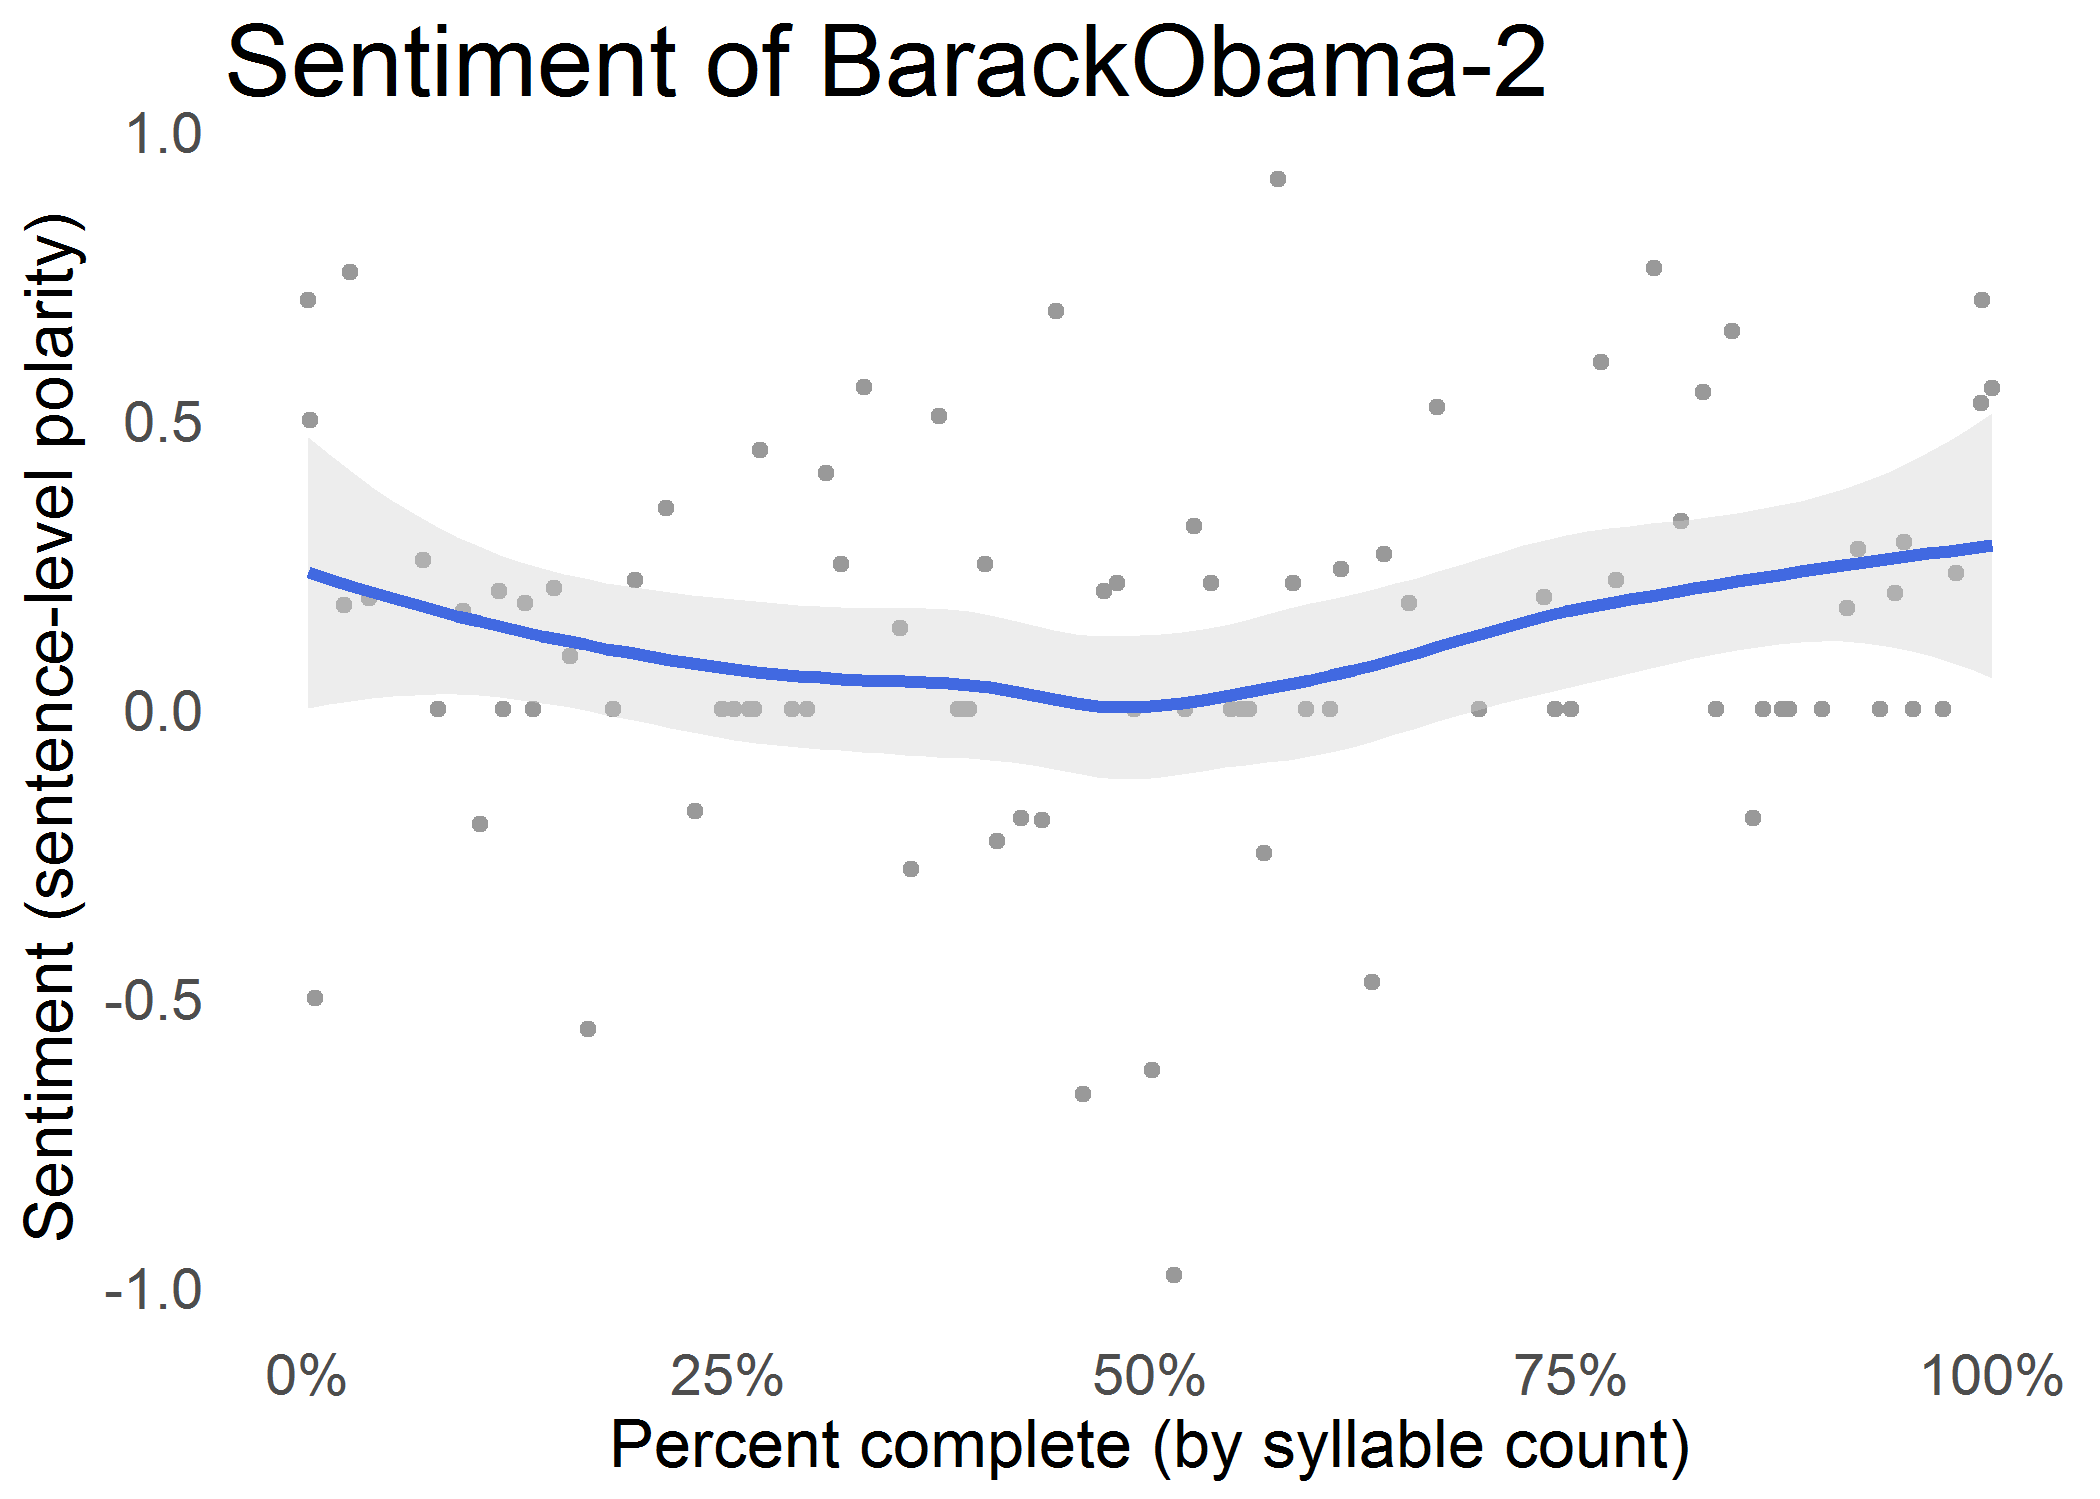 Sentiment of BarackObama-2
Sentiment (sentence-level polarity)
1.0
0.5
0.0
-0.5
-1.0
0% 25% 50% 75% 100%
Percent complete (by syllable count)